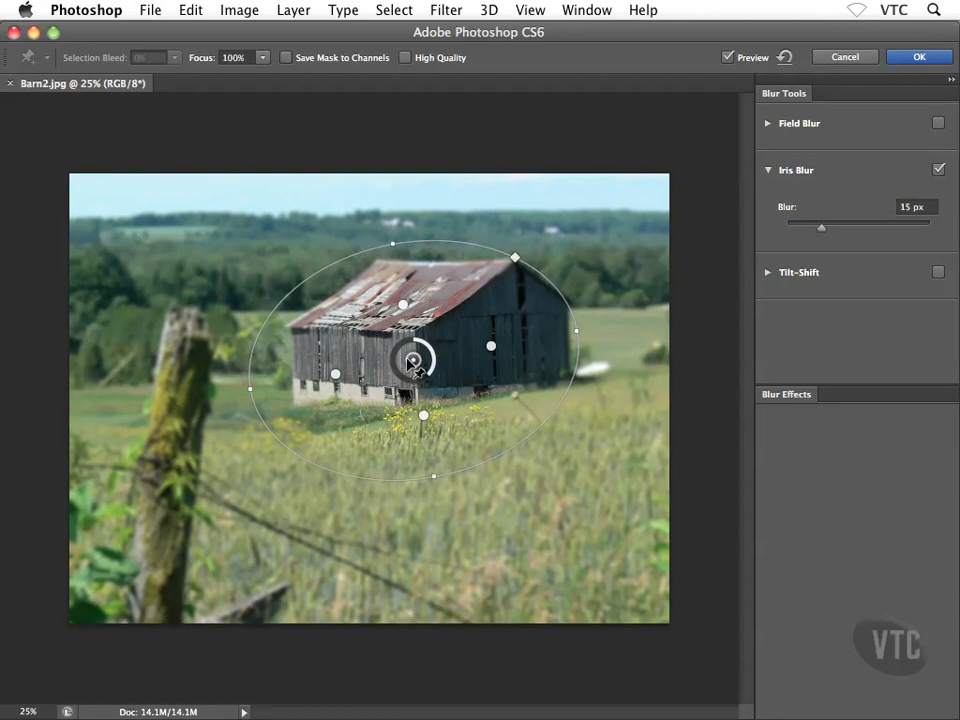 Photoshop File Edit Image Layer Type Select Filter 3D View Window Help VTC
Adobe Photoshop CS6
Selection Bleed: 0% Focus: 100% Save Mask to Channels High Quality Preview Cancel OK
× Barn2.jpg @ 25% (RGB/8*)
Blur Tools
Field Blur
Iris Blur
Blur: 15 px
Tilt-Shift
Blur Effects
VTC
25% Doc: 14.1M/14.1M